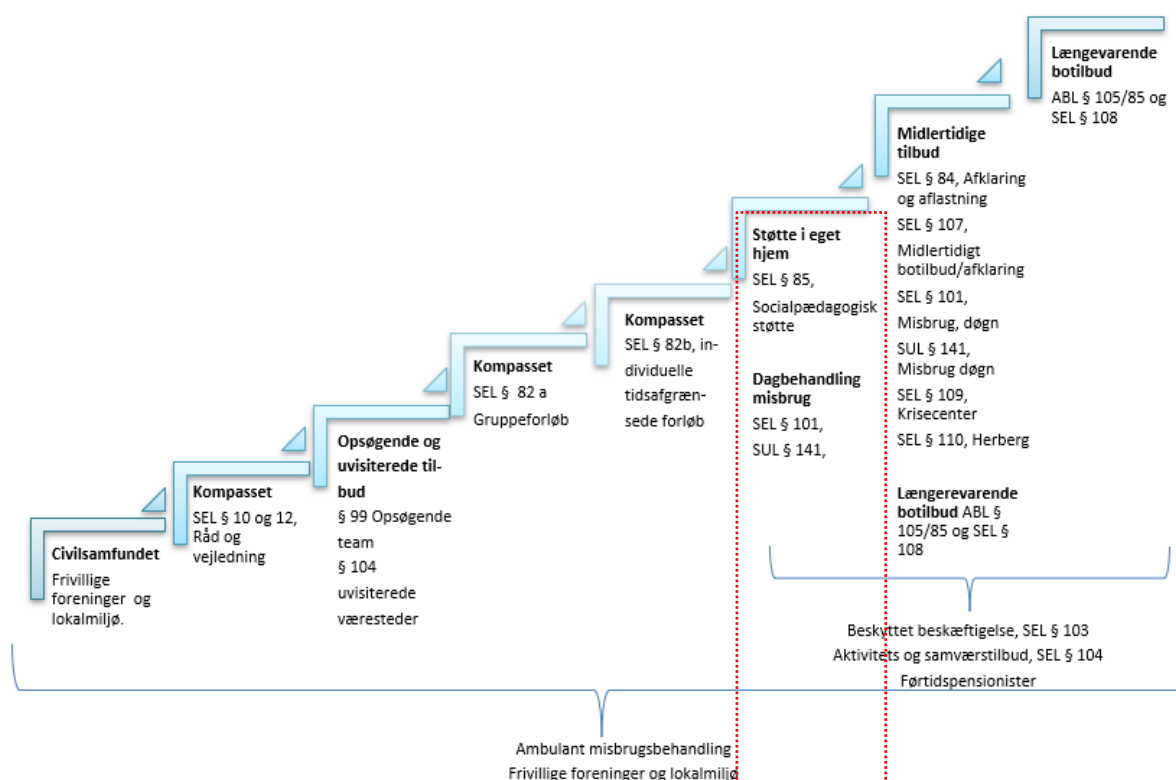 Civilsamfundet
Frivillige
foreninger og
lokalmiljø.
Kompasset
SEL § 10 og 12,
Råd og
vejledning
Opsøgende og
uvisiterede til-
bud
§ 99 Opsøgende
team
§ 104
uvisiterede
væresteder
Kompasset
SEL § 82 a
Gruppeforløb
Kompasset
SEL § 82b, in-
dividuelle
tidsafgræn-
sede forløb
Støtte i eget
hjem
SEL § 85,
Socialpædagogisk
støtte
Dagbehandling
misbrug
SEL § 101,
SUL § 141,
Midlertidige
tilbud
SEL § 84, Afklaring
og aflastning
SEL § 107,
Midlertidigt
botilbud/afklaring
SEL § 101,
Misbrug, døgn
SUL § 141,
Misbrug døgn
SEL § 109,
Krisecenter
SEL § 110, Herberg
Længerevarende
botilbud ABL §
105/85 og SEL §
108
Længevarende
botilbud
ABL § 105/85 og
SEL § 108
Beskyttet beskæftigelse, SEL § 103
Aktivitets og samværstilbud, SEL § 104
Førtidspensionister
Ambulant misbrugsbehandling
Frivillige foreninger og lokalmiljø